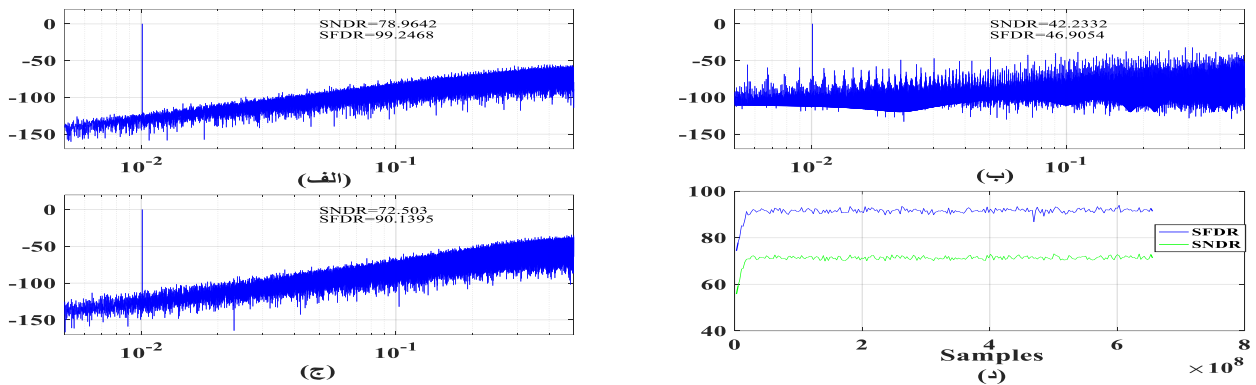 SNDR=78.9642
SFDR=99.2468
0
-50
-100
-150
10-2
10-1
(الف)
SNDR=42.2332
SFDR=46.9054
0
-50
-100
-150
10-2
10-1
(ب)
SNDR=72.503
SFDR=90.1395
0
-50
-100
-150
10-2
10-1
(ج)
100
80
60
40
SFDR
SNDR
0
2
4
6
8
Samples
× 10⁸
(د)